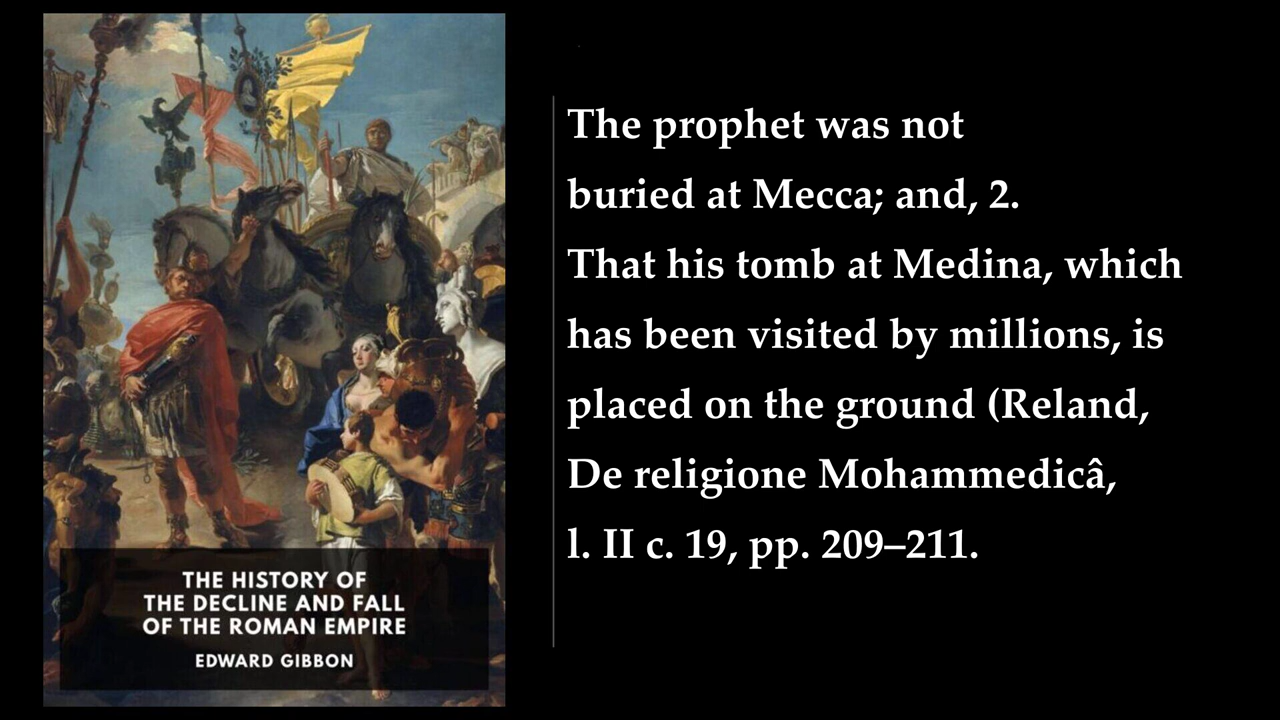 THE HISTORY OF
THE DECLINE AND FALL
OF THE ROMAN EMPIRE
EDWARD GIBBON
The prophet was not
buried at Mecca; and, 2.
That his tomb at Medina, which
has been visited by millions, is
placed on the ground (Reland,
De religione Mohammedicâ,
l. II c. 19, pp. 209–211.